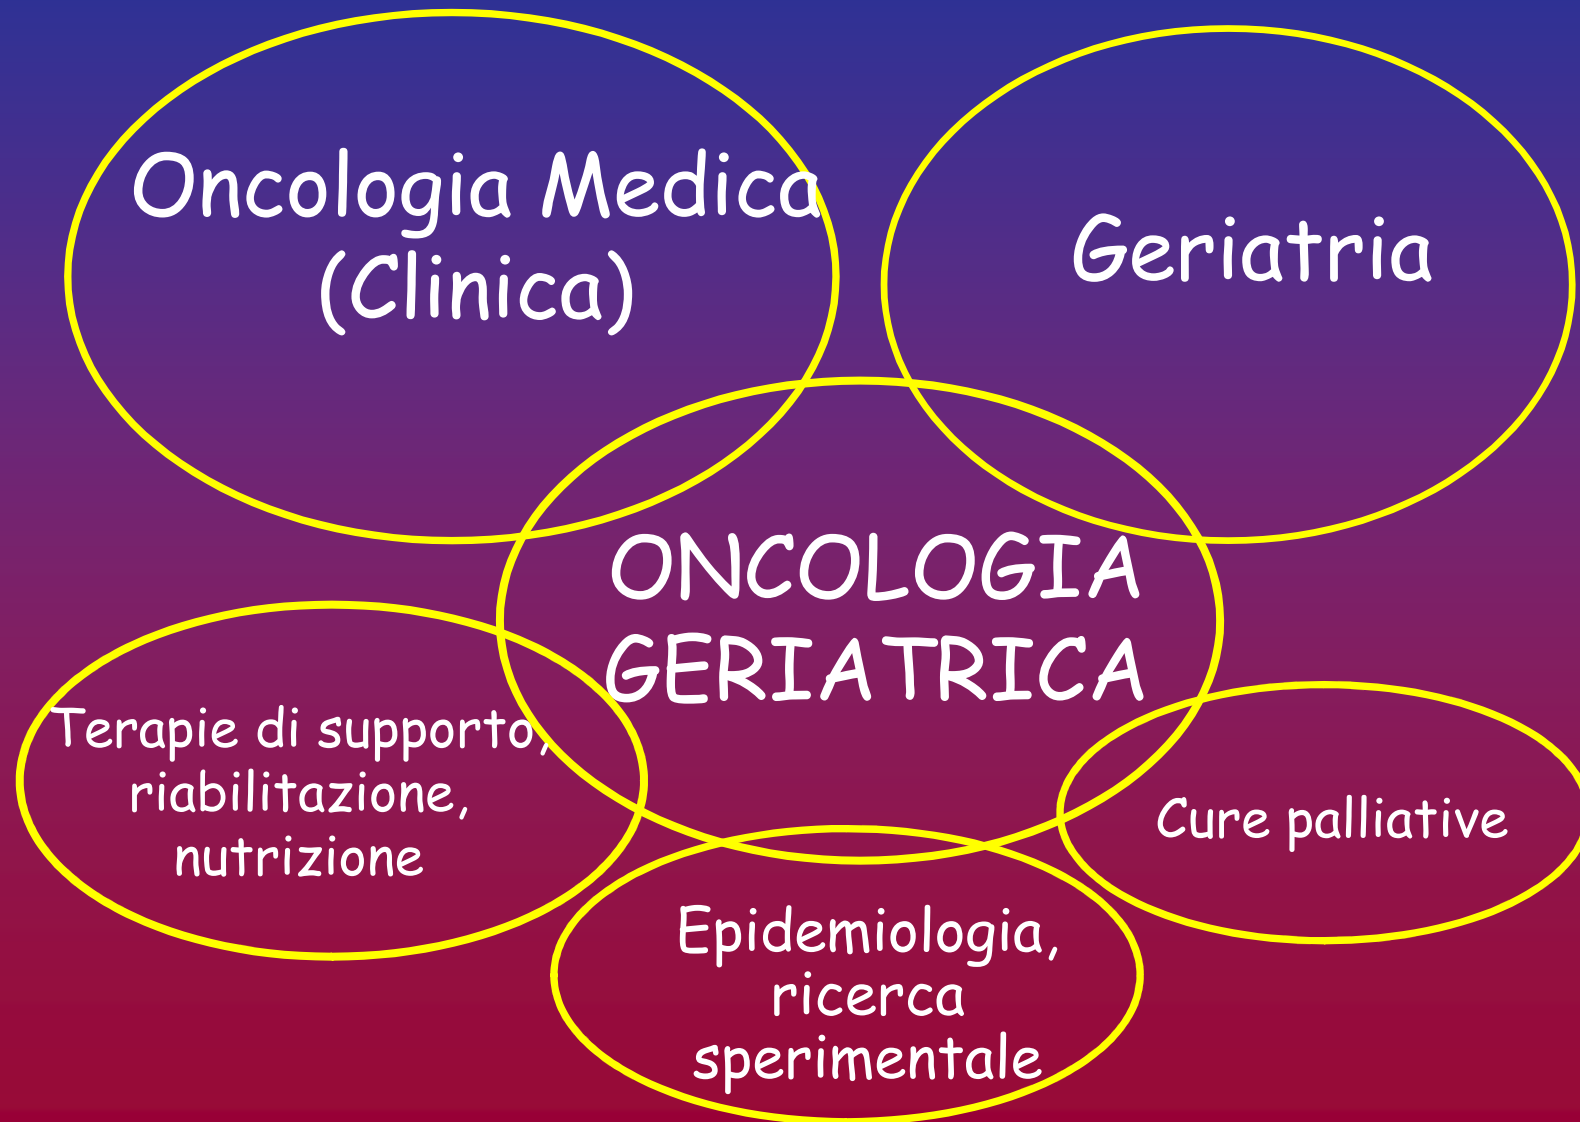 Oncologia Medica
(Clinica)
Geriatria
ONCOLOGIA
GERIATRICA
Terapie di supporto,
riabilitazione,
nutrizione
Cure palliative
Epidemiologia,
ricerca
sperimentale